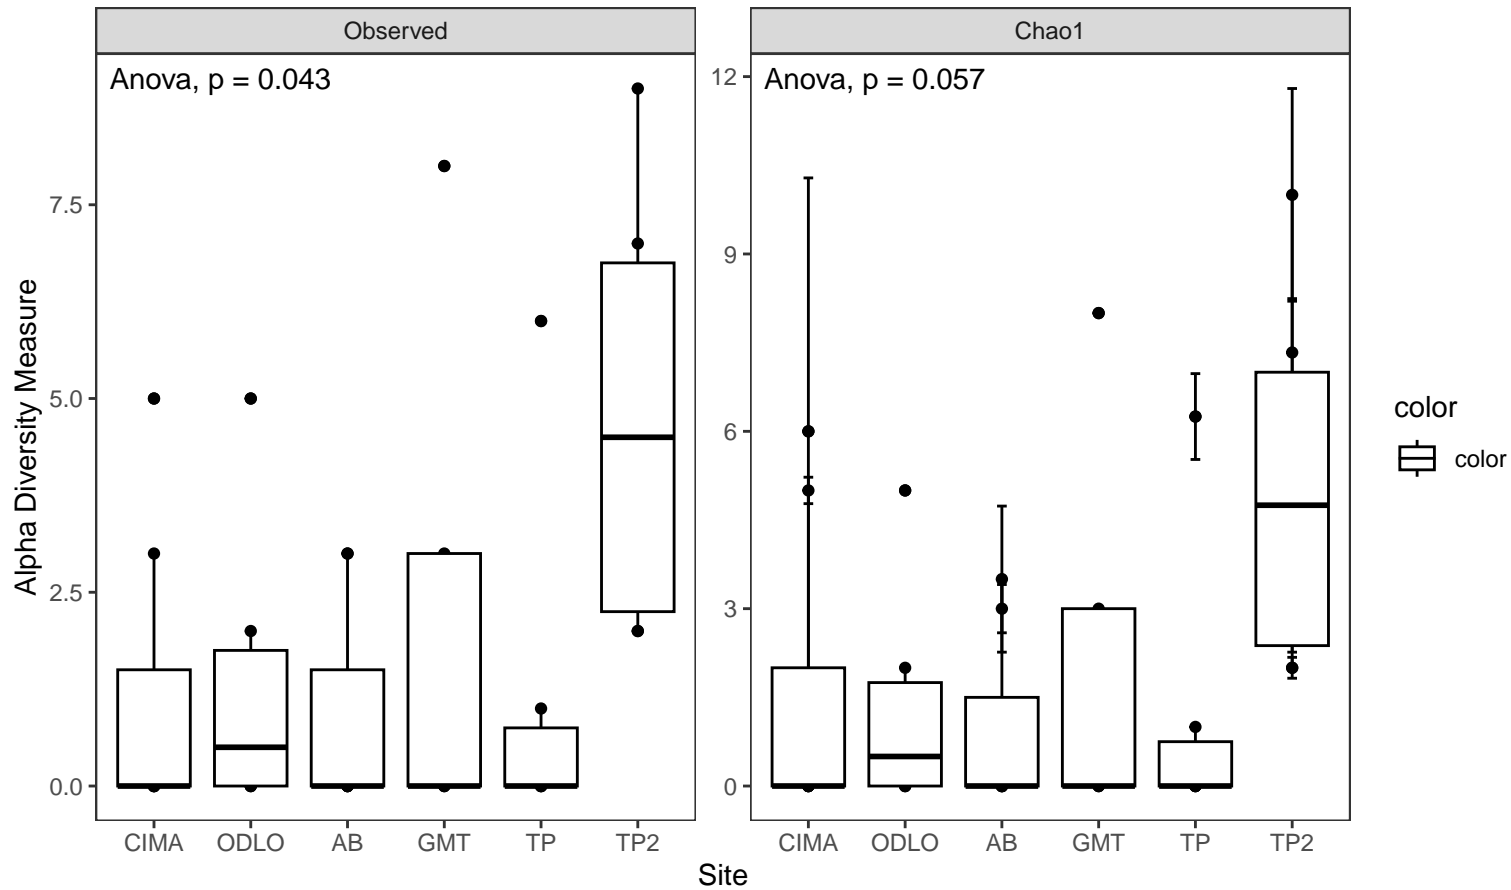 Observed
Chao1
Anova, p = 0.043
Anova, p = 0.057
Alpha Diversity Measure
7.5
5.0
2.5
0.0
12
9
6
3
0
CIMA ODLO AB GMT TP TP2
CIMA ODLO AB GMT TP TP2
Site
color
color